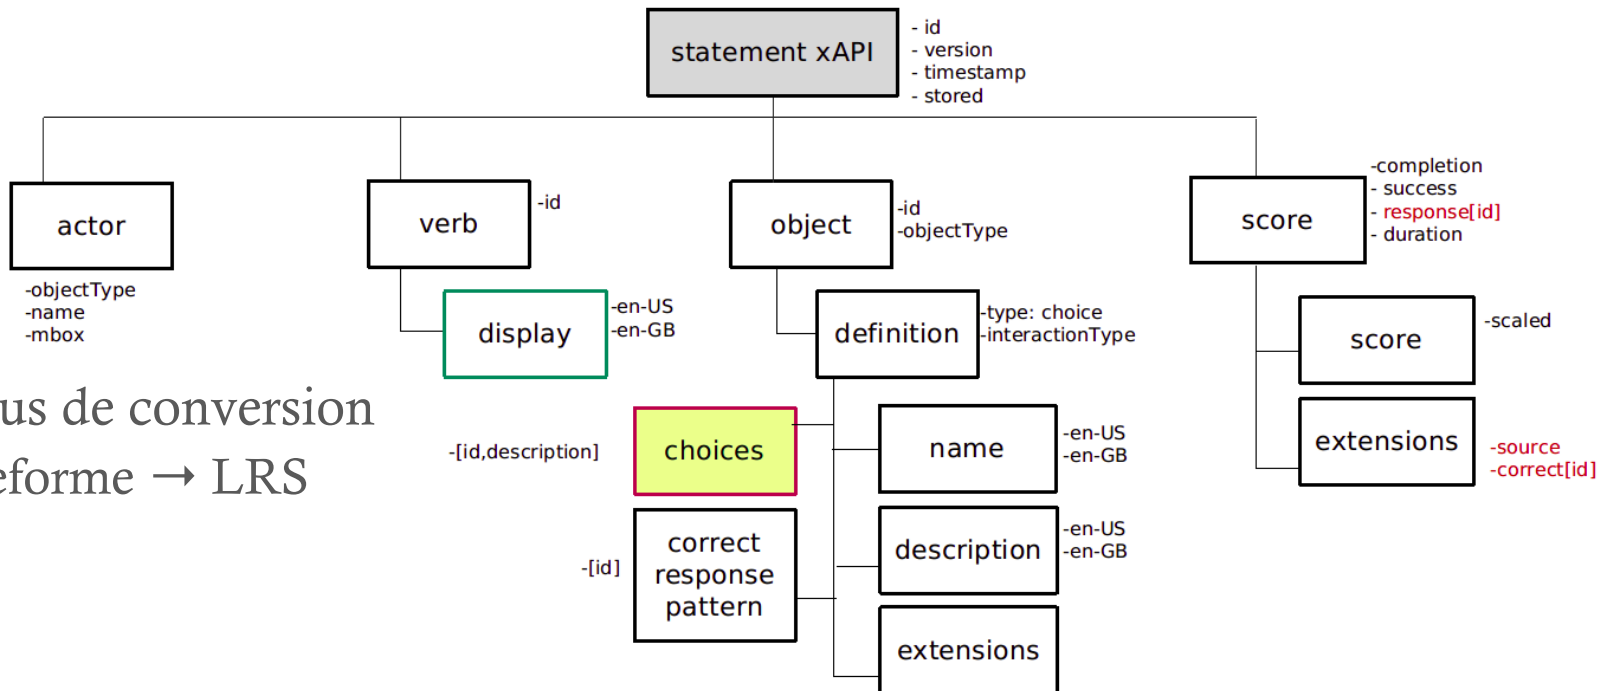 statement xAPI
- id
- version
- timestamp
- stored
actor
-objectType
-name
-mbox
verb
-id
display
-en-US
-en-GB
object
-id
-objectType
definition
-type: choice
-interactionType
choices
-[id,description]
correct
response
pattern
-[id]
name
-en-US
-en-GB
description
-en-US
-en-GB
extensions
score
-completion
- success
- response[id]
- duration
score
-scaled
extensions
-source
-correct[id]
us de conversion
eforme → LRS